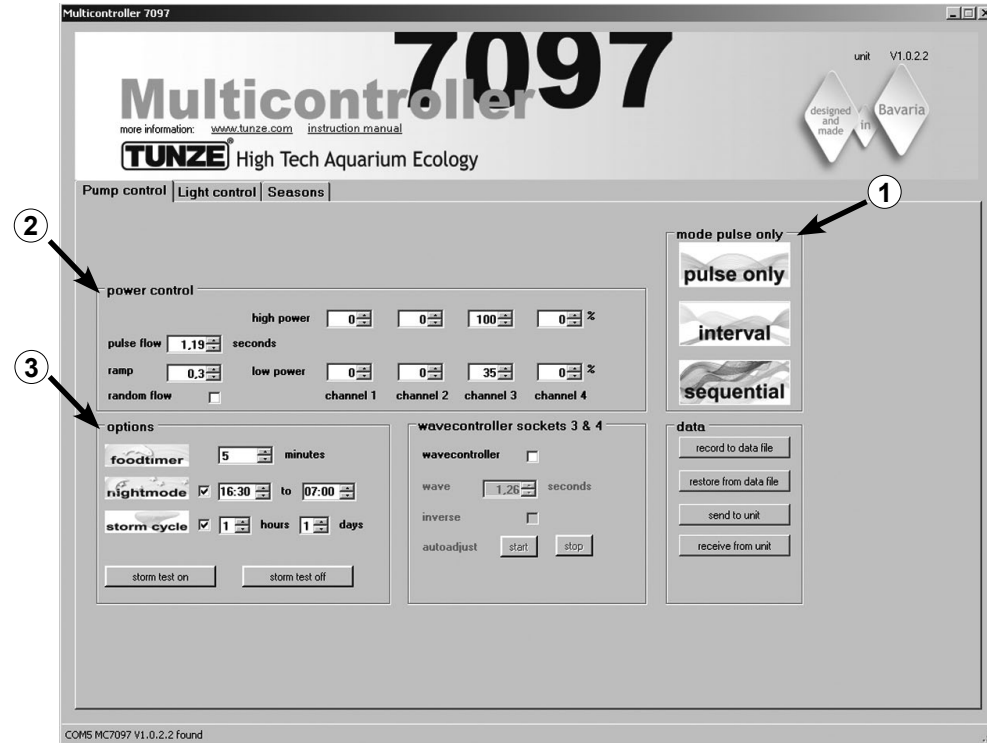 Multicontroller 7097
7097
Multicontroller
unit V1.0.2.2
designed and made in Bavaria
more information: www.tunze.com instruction manual
TUNZE® High Tech Aquarium Ecology
Pump control Light control Seasons
1
2
3
mode pulse only
pulse only
interval
sequential
power control
high power 0 0 100 0 %
pulse flow 1,19 seconds
ramp 0,3 low power 0 0 35 0 %
random flow channel 1 channel 2 channel 3 channel 4
options
foodtimer 5 minutes
nightmode 16:30 to 07:00
storm cycle 1 hours 1 days
storm test on storm test off
wavecontroller sockets 3 & 4
wavecontroller
wave 1,26 seconds
inverse
autoadjust start stop
data
record to data file
restore from data file
send to unit
receive from unit
COM5 MC7097 V1.0.2.2 found